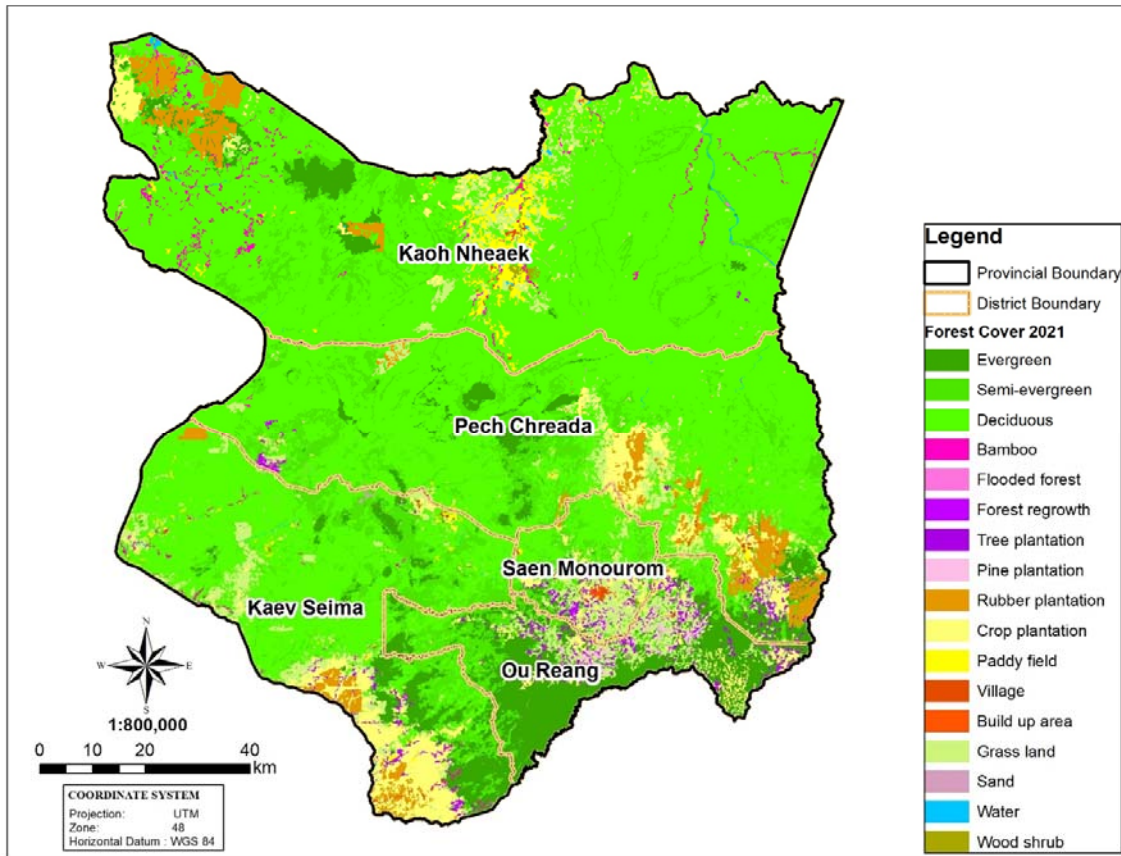 Kaoh Nheaek
Pech Chreada
Saen Monourom
Kaev Seima
Ou Reang
N
W E
S
1:800,000
0 10 20 40
km
COORDINATE SYSTEM
Projection: UTM
Zone: 48
Horizontal Datum : WGS 84
Legend
Provincial Boundary
District Boundary
Forest Cover 2021
Evergreen
Semi-evergreen
Deciduous
Bamboo
Flooded forest
Forest regrowth
Tree plantation
Pine plantation
Rubber plantation
Crop plantation
Paddy field
Village
Build up area
Grass land
Sand
Water
Wood shrub